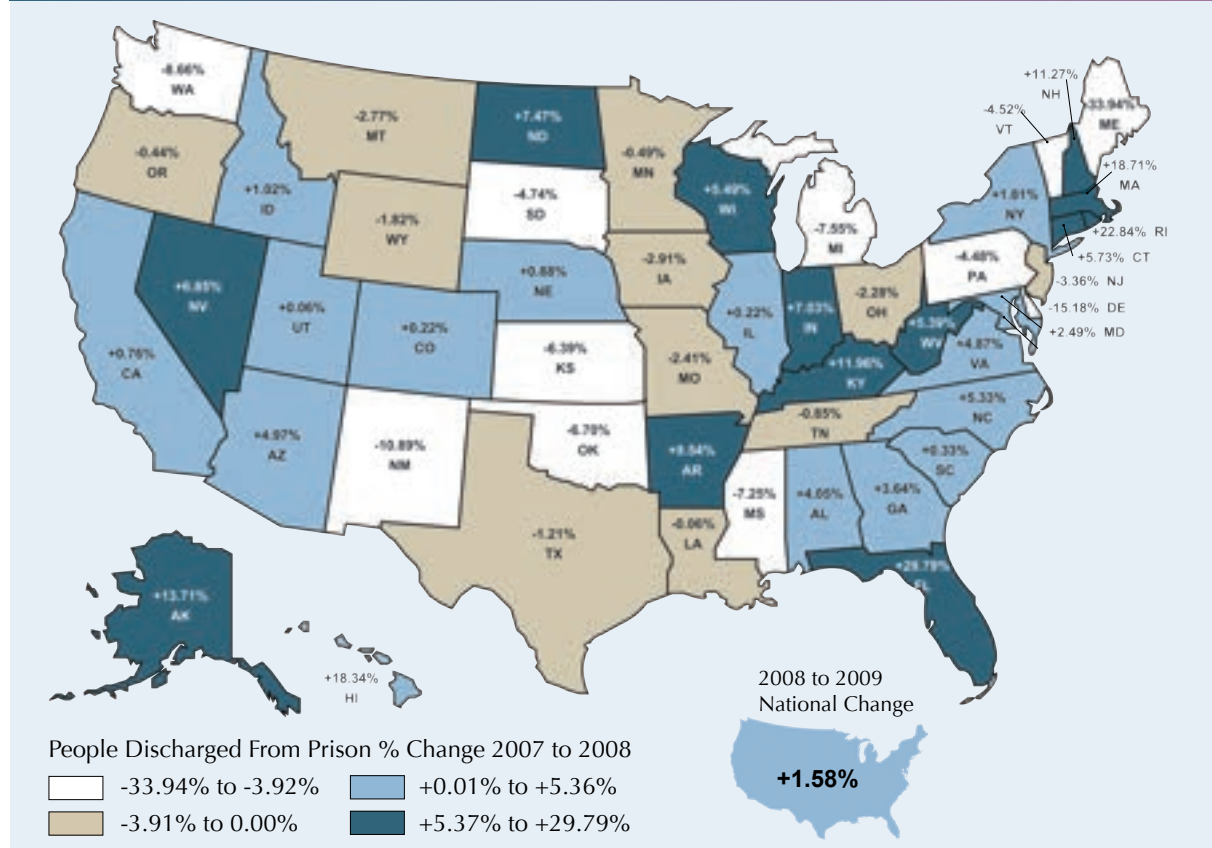 -8.66%
WA
-0.44%
OR
+1.02%
ID
-2.77%
MT
-1.82%
WY
+7.47%
ND
-4.74%
SD
-0.49%
MN
+5.49%
WI
-7.55%
MI
+11.27%
NH
-4.52%
VT
-33.94%
ME
+18.71%
MA
+1.01%
NY
+22.84% RI
+5.73% CT
-4.48%
PA
-3.36% NJ
-15.18% DE
+2.49% MD
NV
+0.06%
UT
+0.76%
CA
+0.22%
CO
+0.88%
NE
-2.91%
IA
+0.22%
IL
+7.03%
IN
-2.28%
OH
+5.39%
WV
+4.87%
VA
-6.39%
KS
-2.41%
MO
+11.96%
KY
+5.33%
NC
-0.85%
TN
+0.33%
SC
+4.97%
AZ
-10.89%
NM
-6.70%
OK
AR
-7.25%
MS
+4.05%
AL
+3.64%
GA
-1.21%
TX
-0.06%
LA
FL
+13.71%
AK
+18.34%
HI
2008 to 2009
National Change
+1.58%
People Discharged From Prison % Change 2007 to 2008
-33.94% to -3.92%
+0.01% to +5.36%
-3.91% to 0.00%
+5.37% to +29.79%